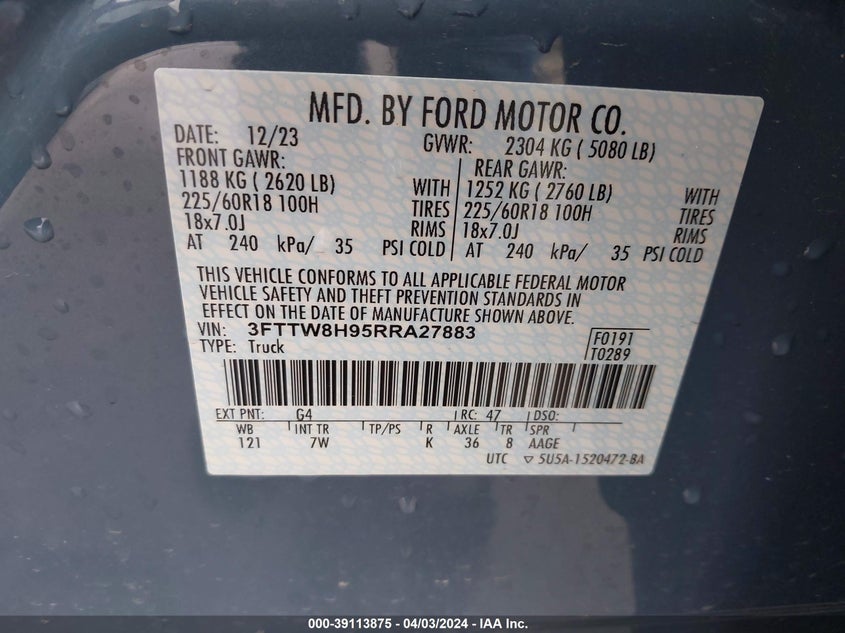 MFD. BY FORD MOTOR CO.
DATE: 12/23 GVWR: 2304 KG ( 5080 LB)
FRONT GAWR: REAR GAWR:
1188 KG ( 2620 LB) WITH 1252 KG ( 2760 LB) WITH
225/60R18 100H TIRES 225/60R18 100H TIRES
18x7.0J RIMS 18x7.0J RIMS
AT 240 kPa/ 35 PSI COLD AT 240 kPa/ 35 PSI COLD
THIS VEHICLE CONFORMS TO ALL APPLICABLE FEDERAL MOTOR
VEHICLE SAFETY AND THEFT PREVENTION STANDARDS IN
EFFECT ON THE DATE OF MANUFACTURE SHOWN ABOVE.
VIN: 3FTTW8H95RRA27883 F0191
TYPE: Truck T0289
EXT PNT: G4 RC: 47 DSO:
WB INT TR TP/PS R AXLE TR SPR
121 7W K 36 8 AAGE
UTC ▽ 5U5A-1520472-BA
000-39113875 - 04/03/2024 - IAA Inc.